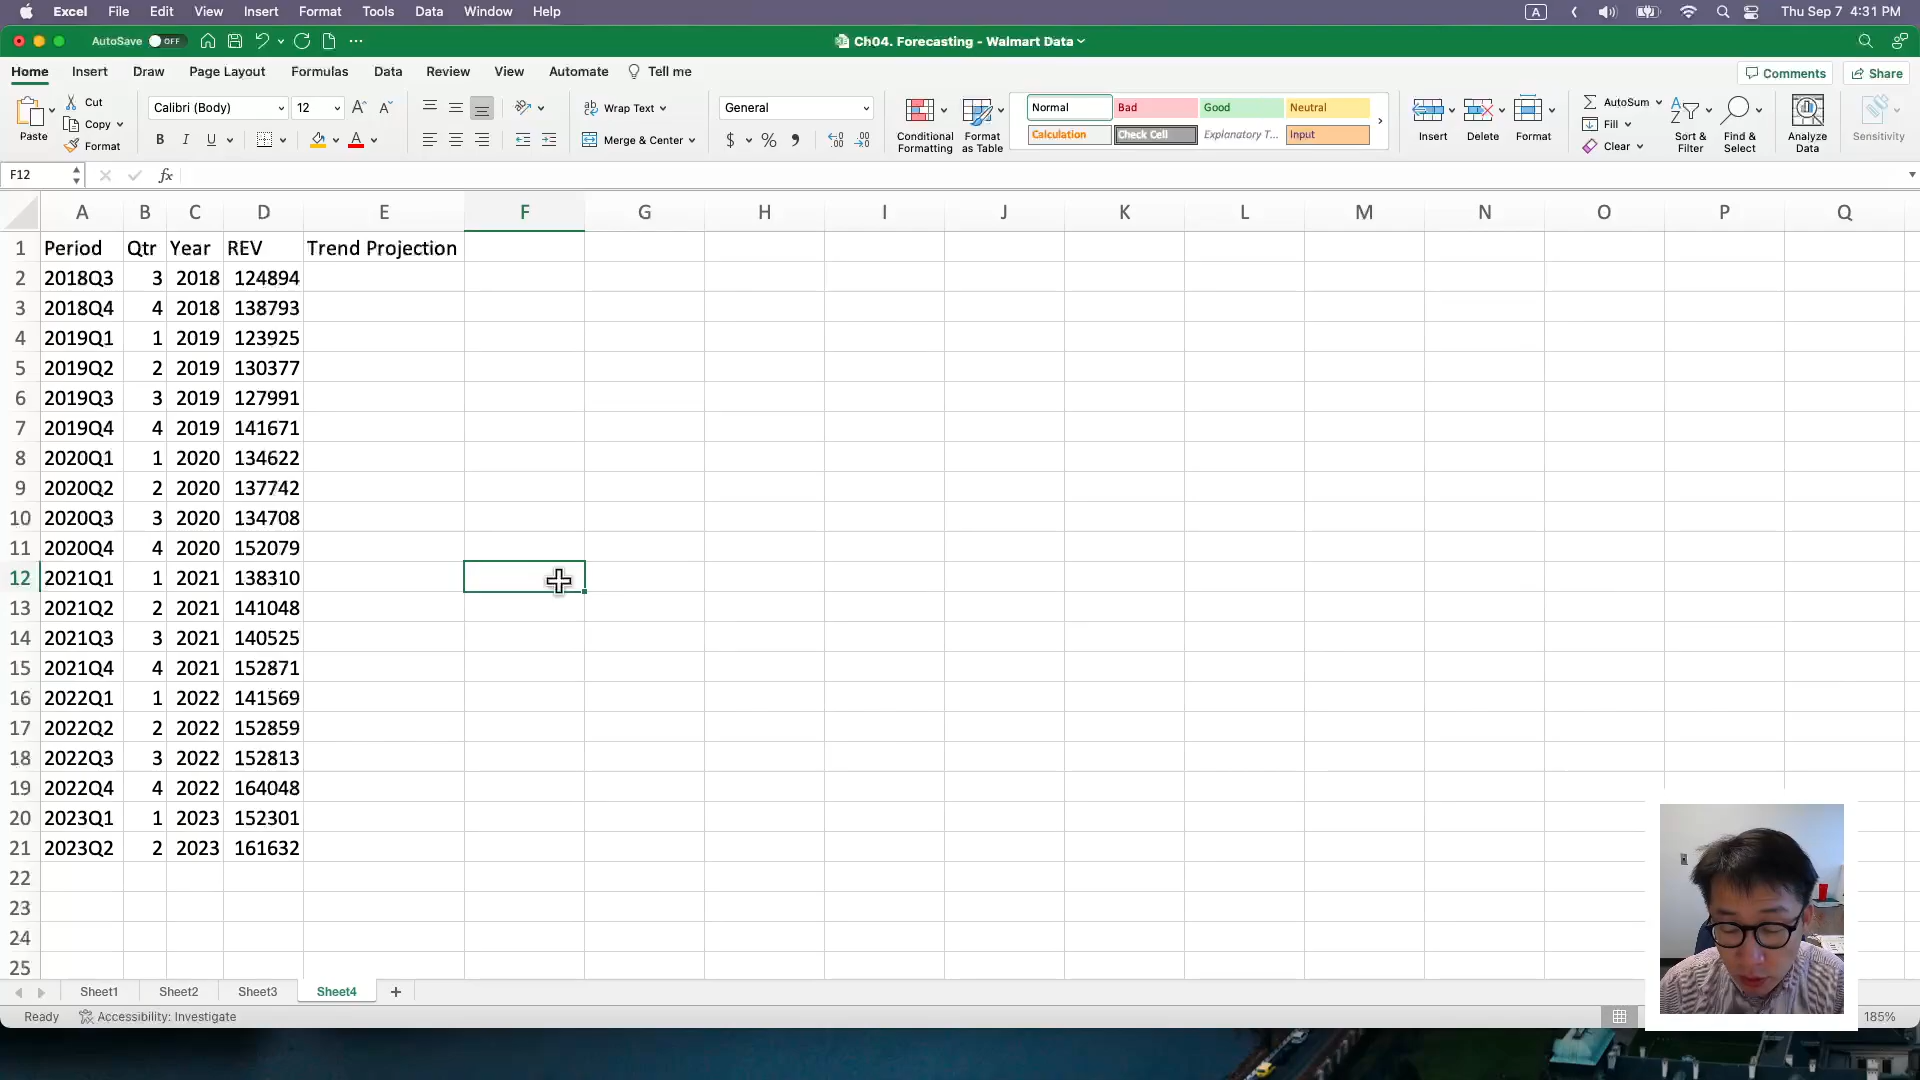 Excel File Edit View Insert Format Tools Data Window Help A Thu Sep 7 4:31 PM
AutoSave OFF Ch04. Forecasting - Walmart Data
Home Insert Draw Page Layout Formulas Data Review View Automate Tell me Comments Share
Paste Cut Copy Format
Calibri (Body) 12 A A
B I U A
ab Wrap Text
Merge & Center
General
$ % 9
Conditional Formatting
Format as Table
Normal Bad Good Neutral
Calculation Check Cell Explanatory T... Input
Insert Delete Format
AutoSum
Fill
Clear
Sort & Filter
Find & Select
Analyze Data
Sensitivity
F12 fx
A B C D E F G H I J K L M N O P Q
1 Period Qtr Year REV Trend Projection
2 2018Q3 3 2018 124894
3 2018Q4 4 2018 138793
4 2019Q1 1 2019 123925
5 2019Q2 2 2019 130377
6 2019Q3 3 2019 127991
7 2019Q4 4 2019 141671
8 2020Q1 1 2020 134622
9 2020Q2 2 2020 137742
10 2020Q3 3 2020 134708
11 2020Q4 4 2020 152079
12 2021Q1 1 2021 138310
13 2021Q2 2 2021 141048
14 2021Q3 3 2021 140525
15 2021Q4 4 2021 152871
16 2022Q1 1 2022 141569
17 2022Q2 2 2022 152859
18 2022Q3 3 2022 152813
19 2022Q4 4 2022 164048
20 2023Q1 1 2023 152301
21 2023Q2 2 2023 161632
22
23
24
25
Sheet1 Sheet2 Sheet3 Sheet4 +
Ready Accessibility: Investigate 185%